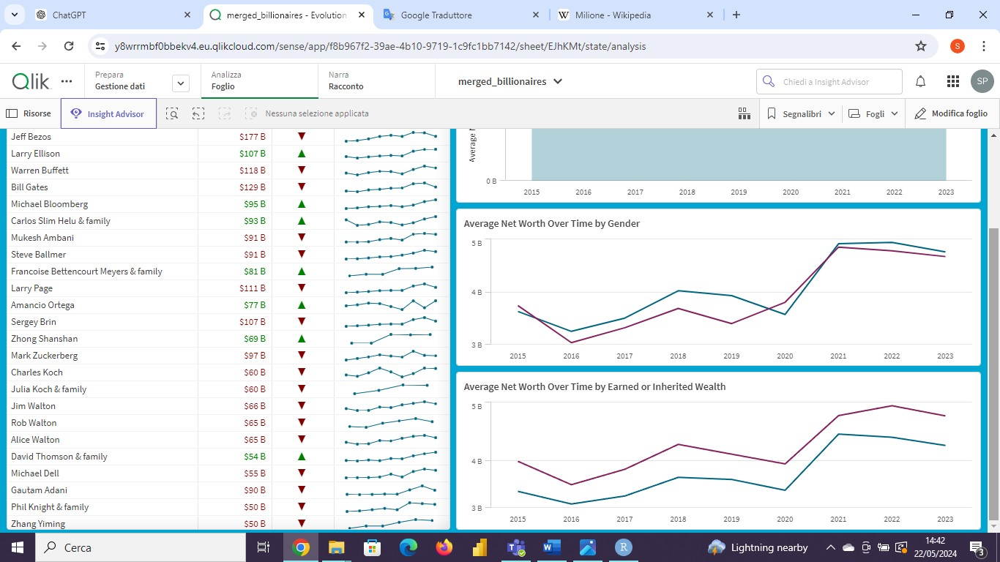 ChatGPT
merged_billionaires - Evolution
Google Traduttore
Milione - Wikipedia
y8wrrmbf0bbekv4.eu.qlikcloud.com/sense/app/f8b967f2-39ae-4b10-9719-1c9fc1bb7142/sheet/EJhKMt/state/analysis
S
Qlik
Prepara
Gestione dati
Analizza
Foglio
Narra
Racconto
merged_billionaires
Chiedi a Insight Advisor
SP
Risorse
Insight Advisor
Nessuna selezione applicata
Segnalibri
Fogli
Modifica foglio
Jeff Bezos $177 B
Larry Ellison $107 B
Warren Buffett $118 B
Bill Gates $129 B
Michael Bloomberg $95 B
Carlos Slim Helu & family $93 B
Mukesh Ambani $91 B
Steve Ballmer $91 B
Francoise Bettencourt Meyers & family $81 B
Larry Page $111 B
Amancio Ortega $77 B
Sergey Brin $107 B
Zhong Shanshan $69 B
Mark Zuckerberg $97 B
Charles Koch $60 B
Julia Koch & family $60 B
Jim Walton $66 B
Rob Walton $65 B
Alice Walton $65 B
David Thomson & family $54 B
Michael Dell $55 B
Gautam Adani $90 B
Phil Knight & family $50 B
Zhang Yiming $50 B
Average
0 B
2015 2016 2017 2018 2019 2020 2021 2022 2023
Average Net Worth Over Time by Gender
5 B
4 B
3 B
2015 2016 2017 2018 2019 2020 2021 2022 2023
Average Net Worth Over Time by Earned or Inherited Wealth
5 B
4 B
3 B
2015 2016 2017 2018 2019 2020 2021 2022 2023
Cerca
W
R
Lightning nearby
14:42
22/05/2024
3